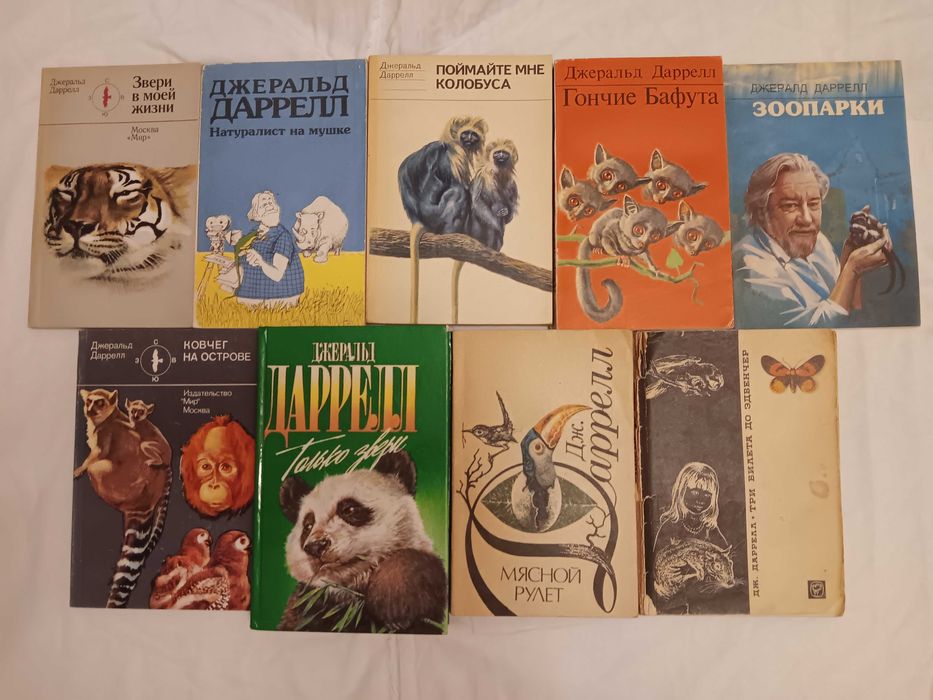 Джеральд
Даррелл
С
З В
Ю
Звери
в моей
жизни
Москва
«Мир»
ДЖЕРАЛЬД
ДАРРЕЛЛ
Натуралист на мушке
Джеральд
Даррелл
ПОЙМАЙТЕ МНЕ
КОЛОБУСА
Джеральд Даррелл
Гончие Бафута
ДЖЕРАЛД ДАРРЕЛЛ
ЗООПАРКИ
Джеральд
Даррелл
С
З В
Ю
КОВЧЕГ
НА ОСТРОВЕ
Издательство
"Мир"
Москва
ДЖЕРАЛЬД
ДАРРЕЛЛ
Только звери
Дж.
Даррелл
МЯСНОЙ
РУЛЕТ
ДЖ. ДАРРЕЛЛ • ТРИ БИЛЕТА ДО ЭДВЕНЧЕР